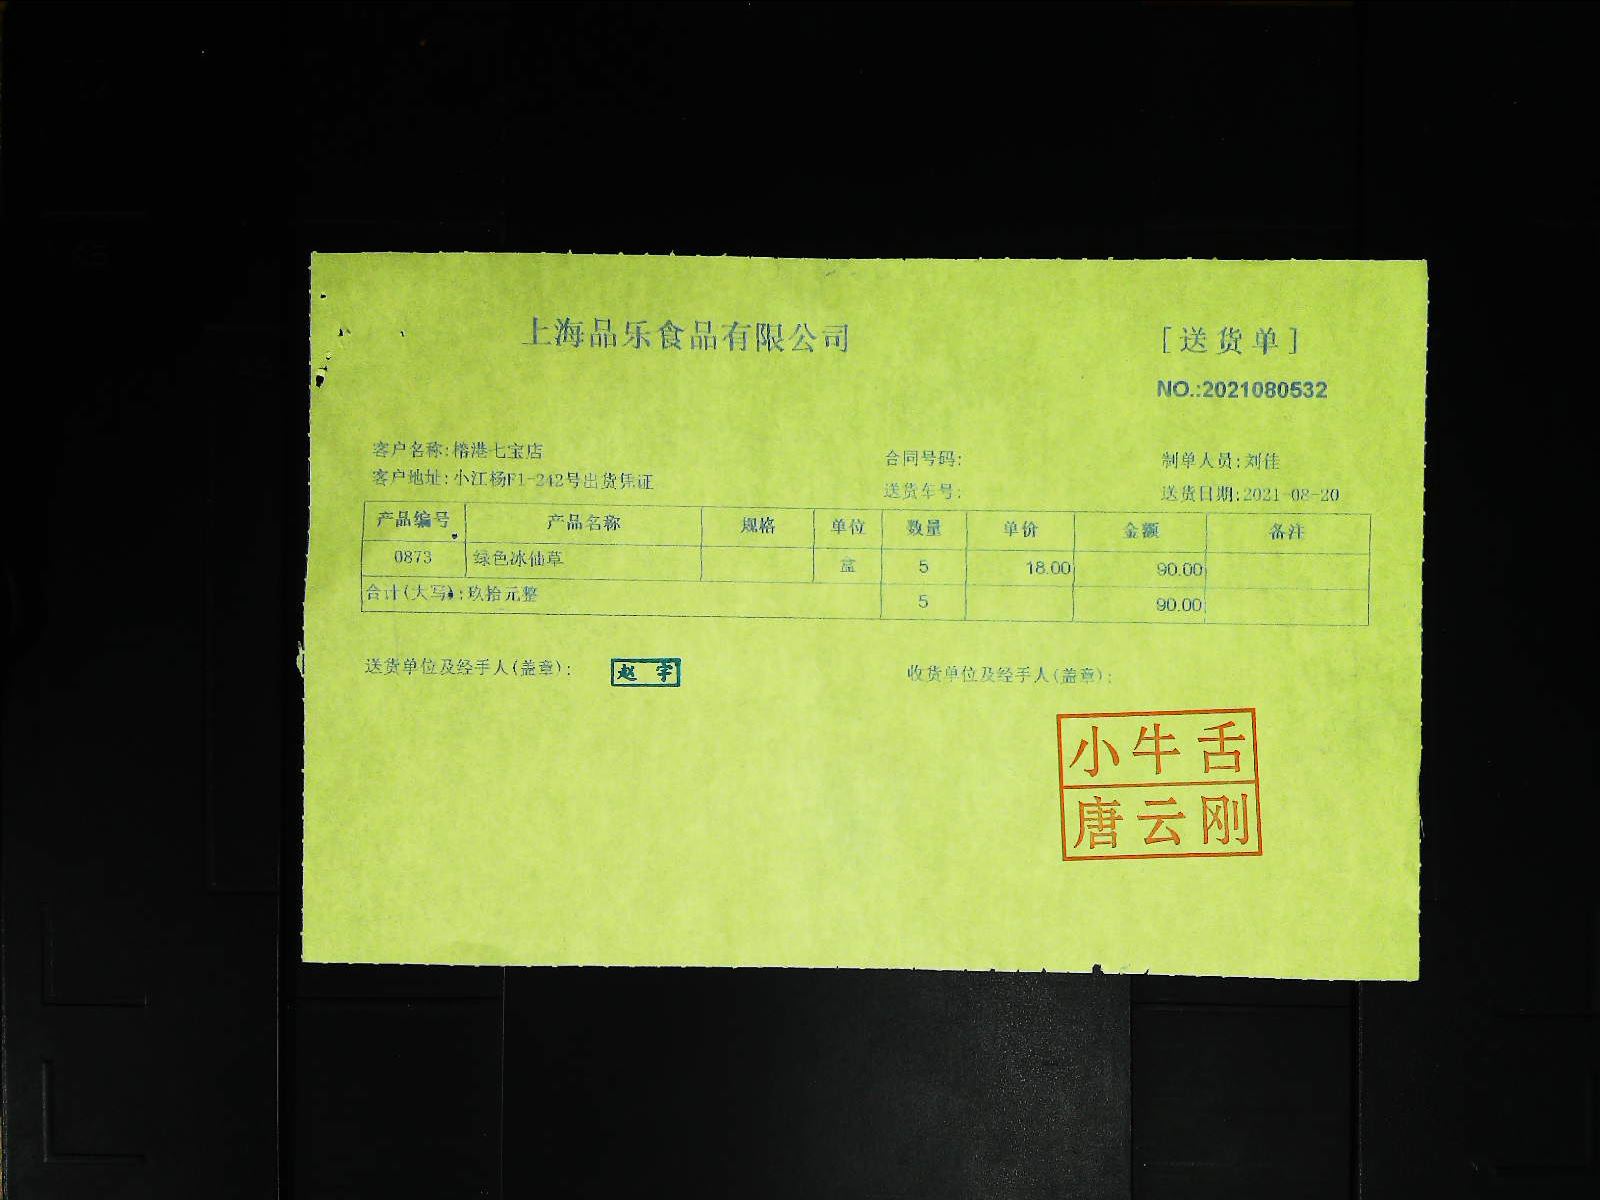 上海品乐食品有限公司
[送货单]
NO.:2021080532
客户名称:榕港七宝店
合同号码:
制单人员:刘佳
客户地址:小江杨F1-242号出货凭证
送货车号:
送货日期:2021-08-20
产品编号 产品名称 规格 单位 数量 单价 金额 备注
0873 绿色冰仙草 盒 5 18.00 90.00
合计(大写):玖拾元整 5 90.00
送货单位及经手人(盖章): 赵宇
收货单位及经手人(盖章):
小牛舌
唐云刚